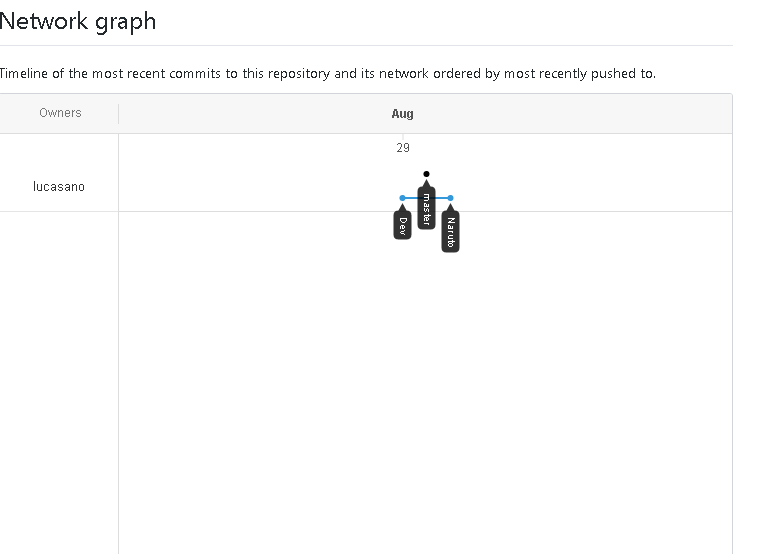 Network graph
Timeline of the most recent commits to this repository and its network ordered by most recently pushed to.
Owners
Aug
29
lucasano
Dev
master
Naruto